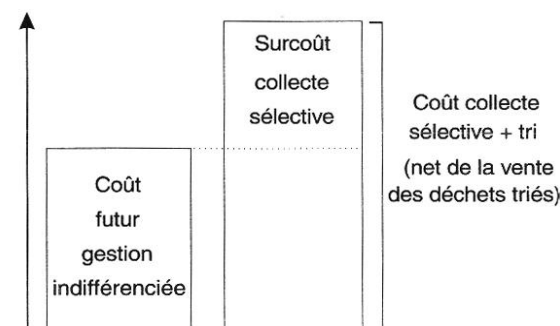 Surcoût
collecte
sélective
Coût collecte
sélective + tri
(net de la vente
des déchets triés)
Coût
futur
gestion
indifférenciée